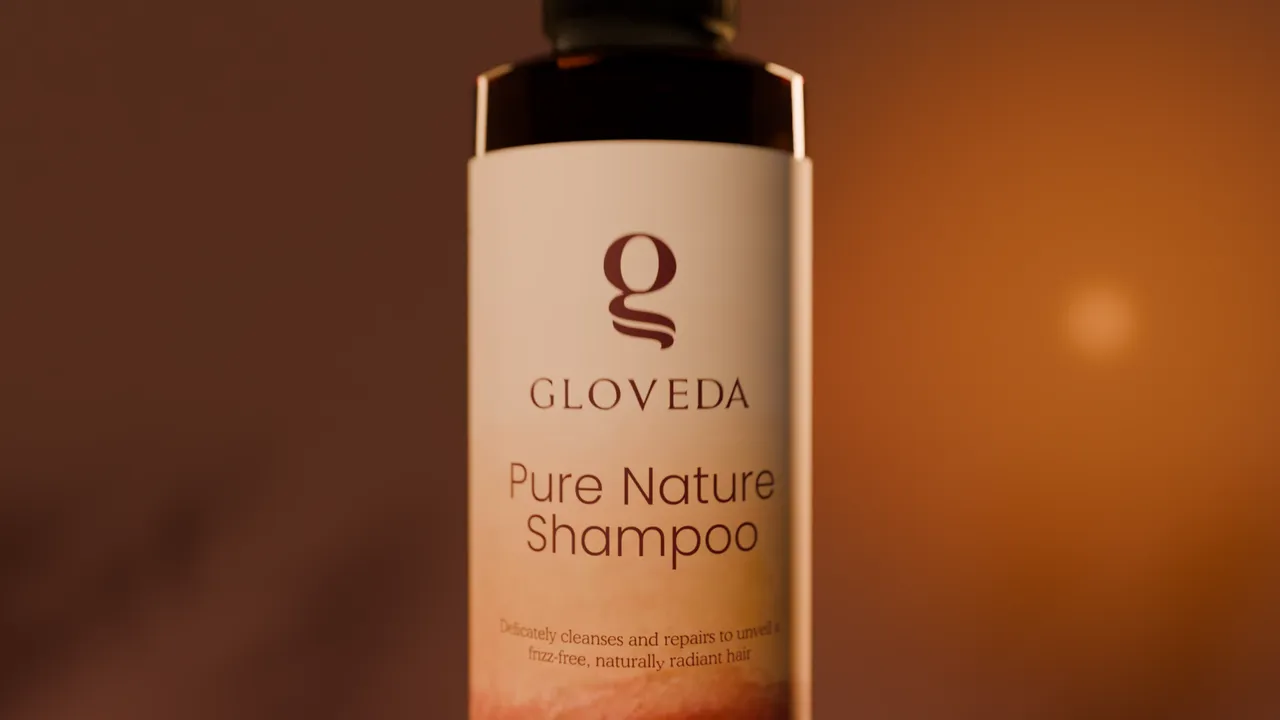 g
GLOVEDA
Pure Nature
Shampoo
Delicately cleanses and repairs to unveil a
frizz-free, naturally radiant hair